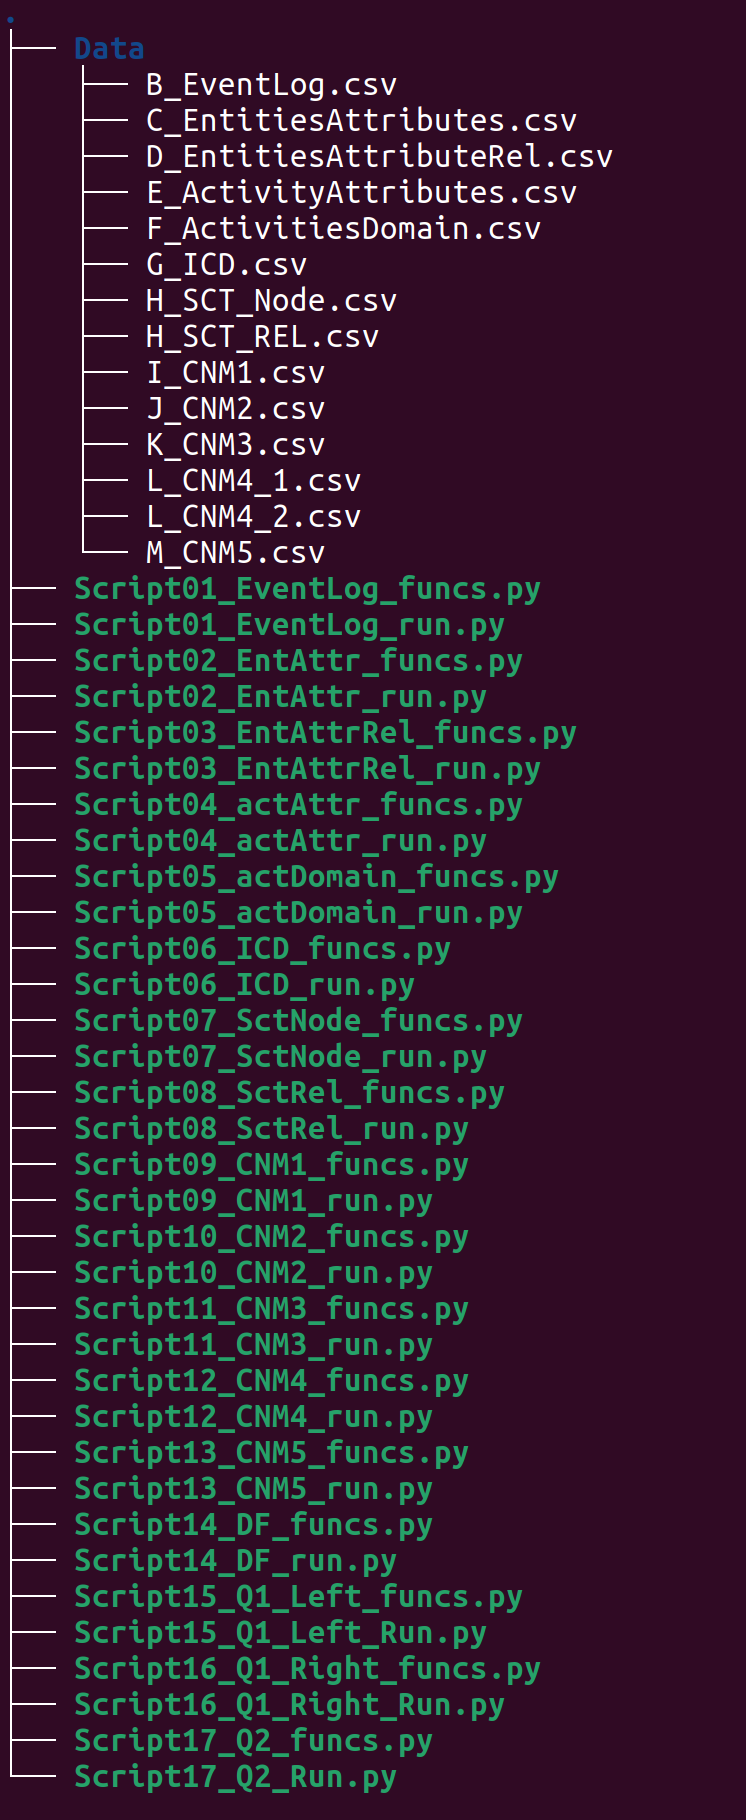 .
Data
B_EventLog.csv
C_EntitiesAttributes.csv
D_EntitiesAttributeRel.csv
E_ActivityAttributes.csv
F_ActivitiesDomain.csv
G_ICD.csv
H_SCT_Node.csv
H_SCT_REL.csv
I_CNM1.csv
J_CNM2.csv
K_CNM3.csv
L_CNM4_1.csv
L_CNM4_2.csv
M_CNM5.csv
Script01_EventLog_funcs.py
Script01_EventLog_run.py
Script02_EntAttr_funcs.py
Script02_EntAttr_run.py
Script03_EntAttrRel_funcs.py
Script03_EntAttrRel_run.py
Script04_actAttr_funcs.py
Script04_actAttr_run.py
Script05_actDomain_funcs.py
Script05_actDomain_run.py
Script06_ICD_funcs.py
Script06_ICD_run.py
Script07_SctNode_funcs.py
Script07_SctNode_run.py
Script08_SctRel_funcs.py
Script08_SctRel_run.py
Script09_CNM1_funcs.py
Script09_CNM1_run.py
Script10_CNM2_funcs.py
Script10_CNM2_run.py
Script11_CNM3_funcs.py
Script11_CNM3_run.py
Script12_CNM4_funcs.py
Script12_CNM4_run.py
Script13_CNM5_funcs.py
Script13_CNM5_run.py
Script14_DF_funcs.py
Script14_DF_run.py
Script15_Q1_Left_funcs.py
Script15_Q1_Left_Run.py
Script16_Q1_Right_funcs.py
Script16_Q1_Right_Run.py
Script17_Q2_funcs.py
Script17_Q2_Run.py